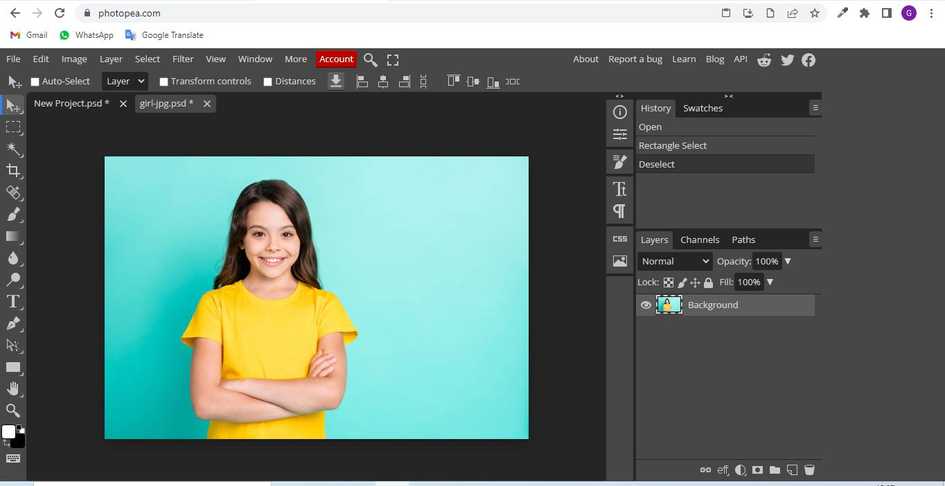 photopea.com
G
Gmail WhatsApp Google Translate
File Edit Image Layer Select Filter View Window More Account About Report a bug Learn Blog API
Auto-Select Layer Transform controls Distances
New Project.psd * girl-jpg.psd *
History Swatches
Open
Rectangle Select
Deselect
CSS
Layers Channels Paths
Normal Opacity: 100%
Lock: Fill: 100%
Background
eff